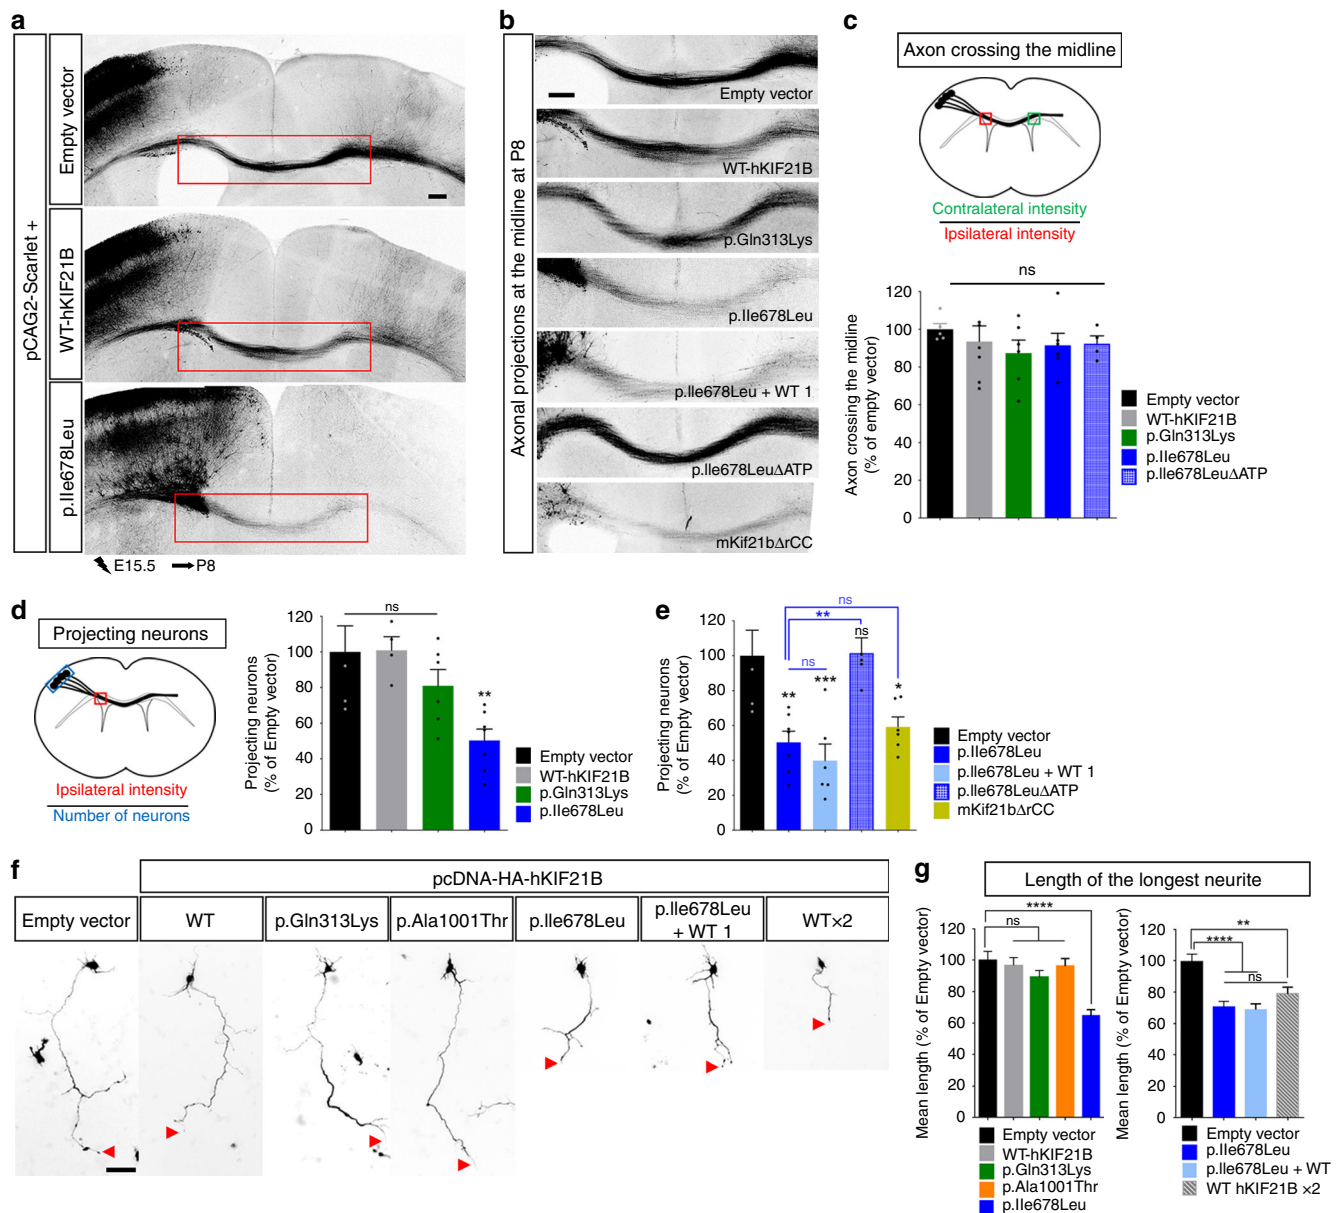 a
pCAG2-Scarlet +
Empty vector
WT-hKIF21B
p.Ile678Leu
E15.5 P8
b
Axonal projections at the midline at P8
Empty vector
WT-hKIF21B
p.Gln313Lys
p.Ile678Leu
p.Ile678Leu + WT 1
p.Ile678LeuΔATP
mKif21bΔrCC
c
Axon crossing the midline
Contralateral intensity
Ipsilateral intensity
ns
Axon crossing the midline
(% of empty vector)
120
100
80
60
40
20
0
Empty vector
WT-hKIF21B
p.Gln313Lys
p.Ile678Leu
p.Ile678LeuΔATP
d
Projecting neurons
Ipsilateral intensity
Number of neurons
Projecting neurons
(% of Empty vector)
120
100
80
60
40
20
0
ns
**
Empty vector
WT-hKIF21B
p.Gln313Lys
p.Ile678Leu
e
Projecting neurons
(% of Empty vector)
120
100
80
60
40
20
0
ns
**
ns
ns
**
***
*
Empty vector
p.Ile678Leu
p.Ile678Leu + WT 1
p.Ile678LeuΔATP
mKif21bΔrCC
f
pcDNA-HA-hKIF21B
Empty vector
WT
p.Gln313Lys
p.Ala1001Thr
p.Ile678Leu
p.Ile678Leu
+ WT 1
WT×2
g
Length of the longest neurite
Mean length (% of Empty vector)
120
100
80
60
40
20
0
****
ns
Empty vector
WT-hKIF21B
p.Gln313Lys
p.Ala1001Thr
p.Ile678Leu
Mean length (% of Empty vector)
120
100
80
60
40
20
0
**
****
ns
Empty vector
p.Ile678Leu
p.Ile678Leu + WT
WT hKIF21B ×2